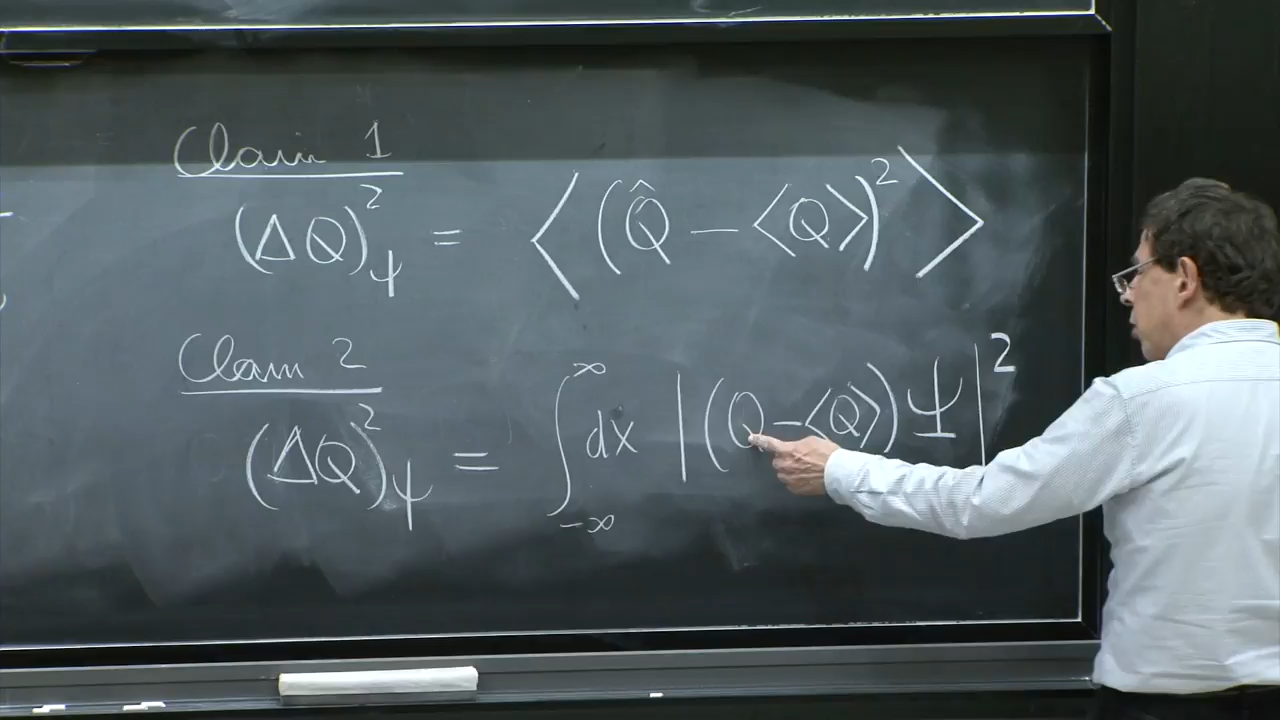 Claim 1
(ΔQ)²_ψ = ⟨(Q̂ − ⟨Q⟩)²⟩
Claim 2
(ΔQ)²_ψ = ∫_{-∞}^{∞} dx |(Q − ⟨Q⟩)Ψ|²